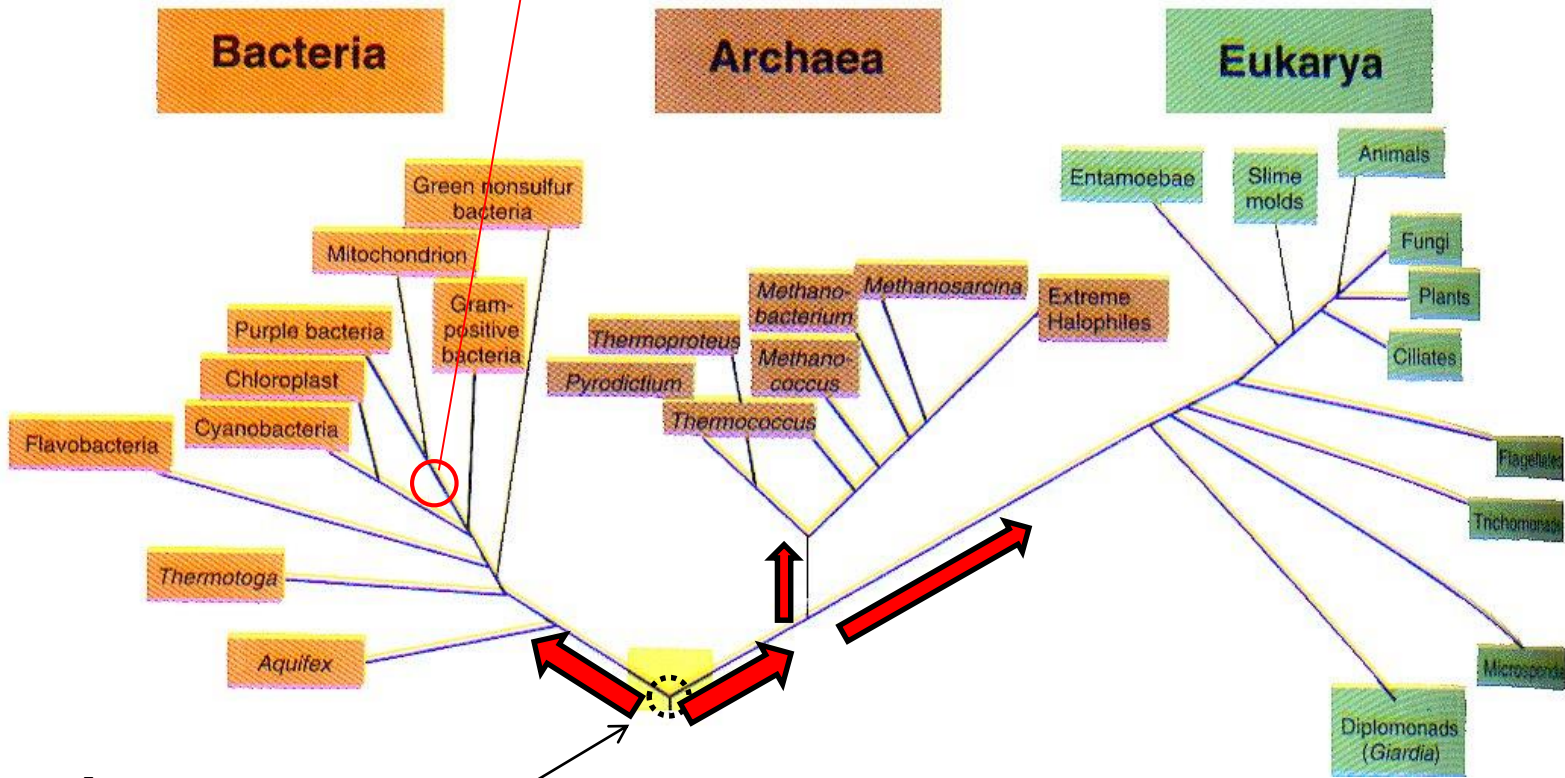 Bacteria
Archaea
Eukarya
Green nonsulfur
bacteria
Mitochondrion
Gram-
positive
bacteria
Purple bacteria
Chloroplast
Cyanobacteria
Flavobacteria
Thermotoga
Aquifex
Methanosarcina
Methano-
bacterium
Extreme
Halophiles
Thermoproteus
Methano-
coccus
Pyrodictium
Thermococcus
Animals
Entamoebae
Slime
molds
Fungi
Plants
Ciliates
Flagellates
Trichomonads
Diplomonads
(Giardia)